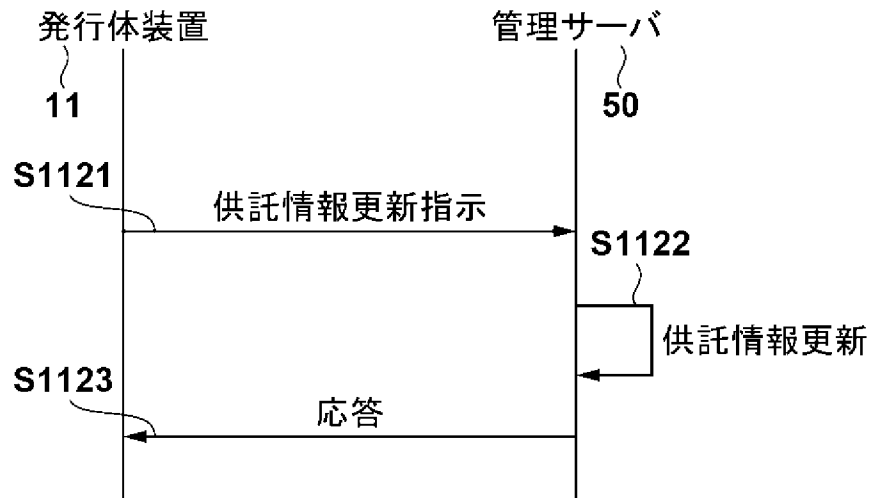 発行体装置
管理サーバ
11
50
S1121
供託情報更新指示
S1122
供託情報更新
S1123
応答